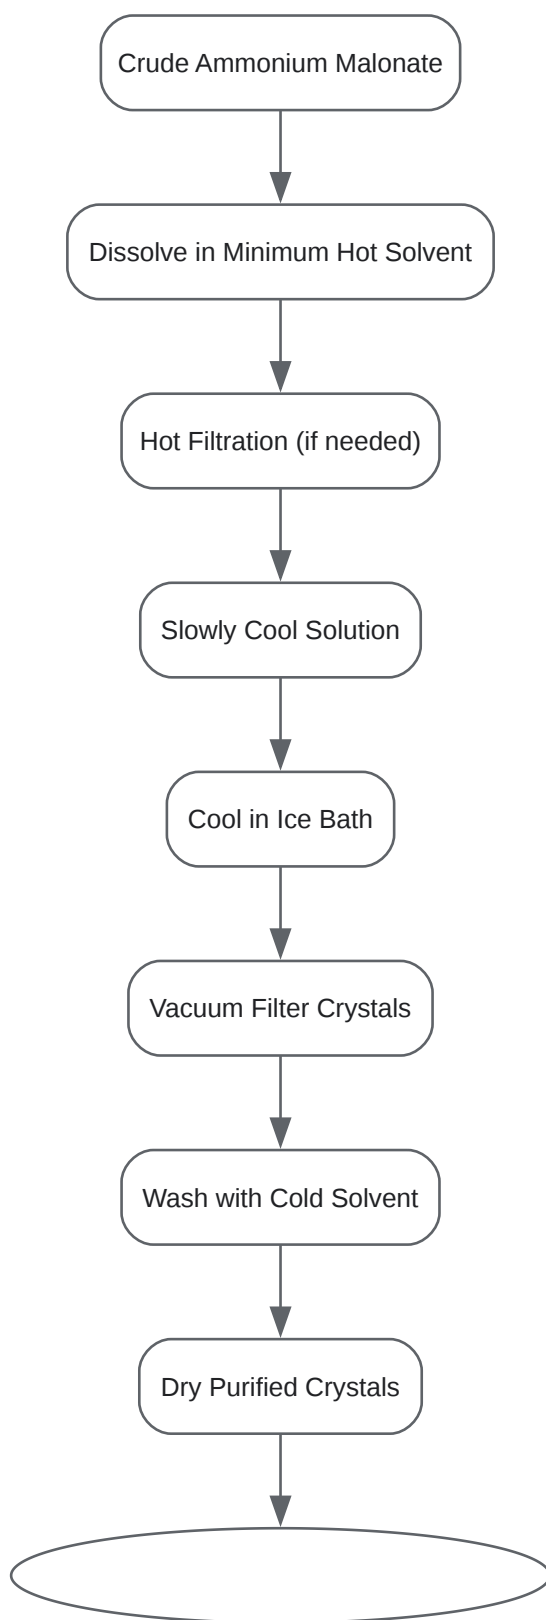 Crude Ammonium Malonate
Dissolve in Minimum Hot Solvent
Hot Filtration (if needed)
Slowly Cool Solution
Cool in Ice Bath
Vacuum Filter Crystals
Wash with Cold Solvent
Dry Purified Crystals